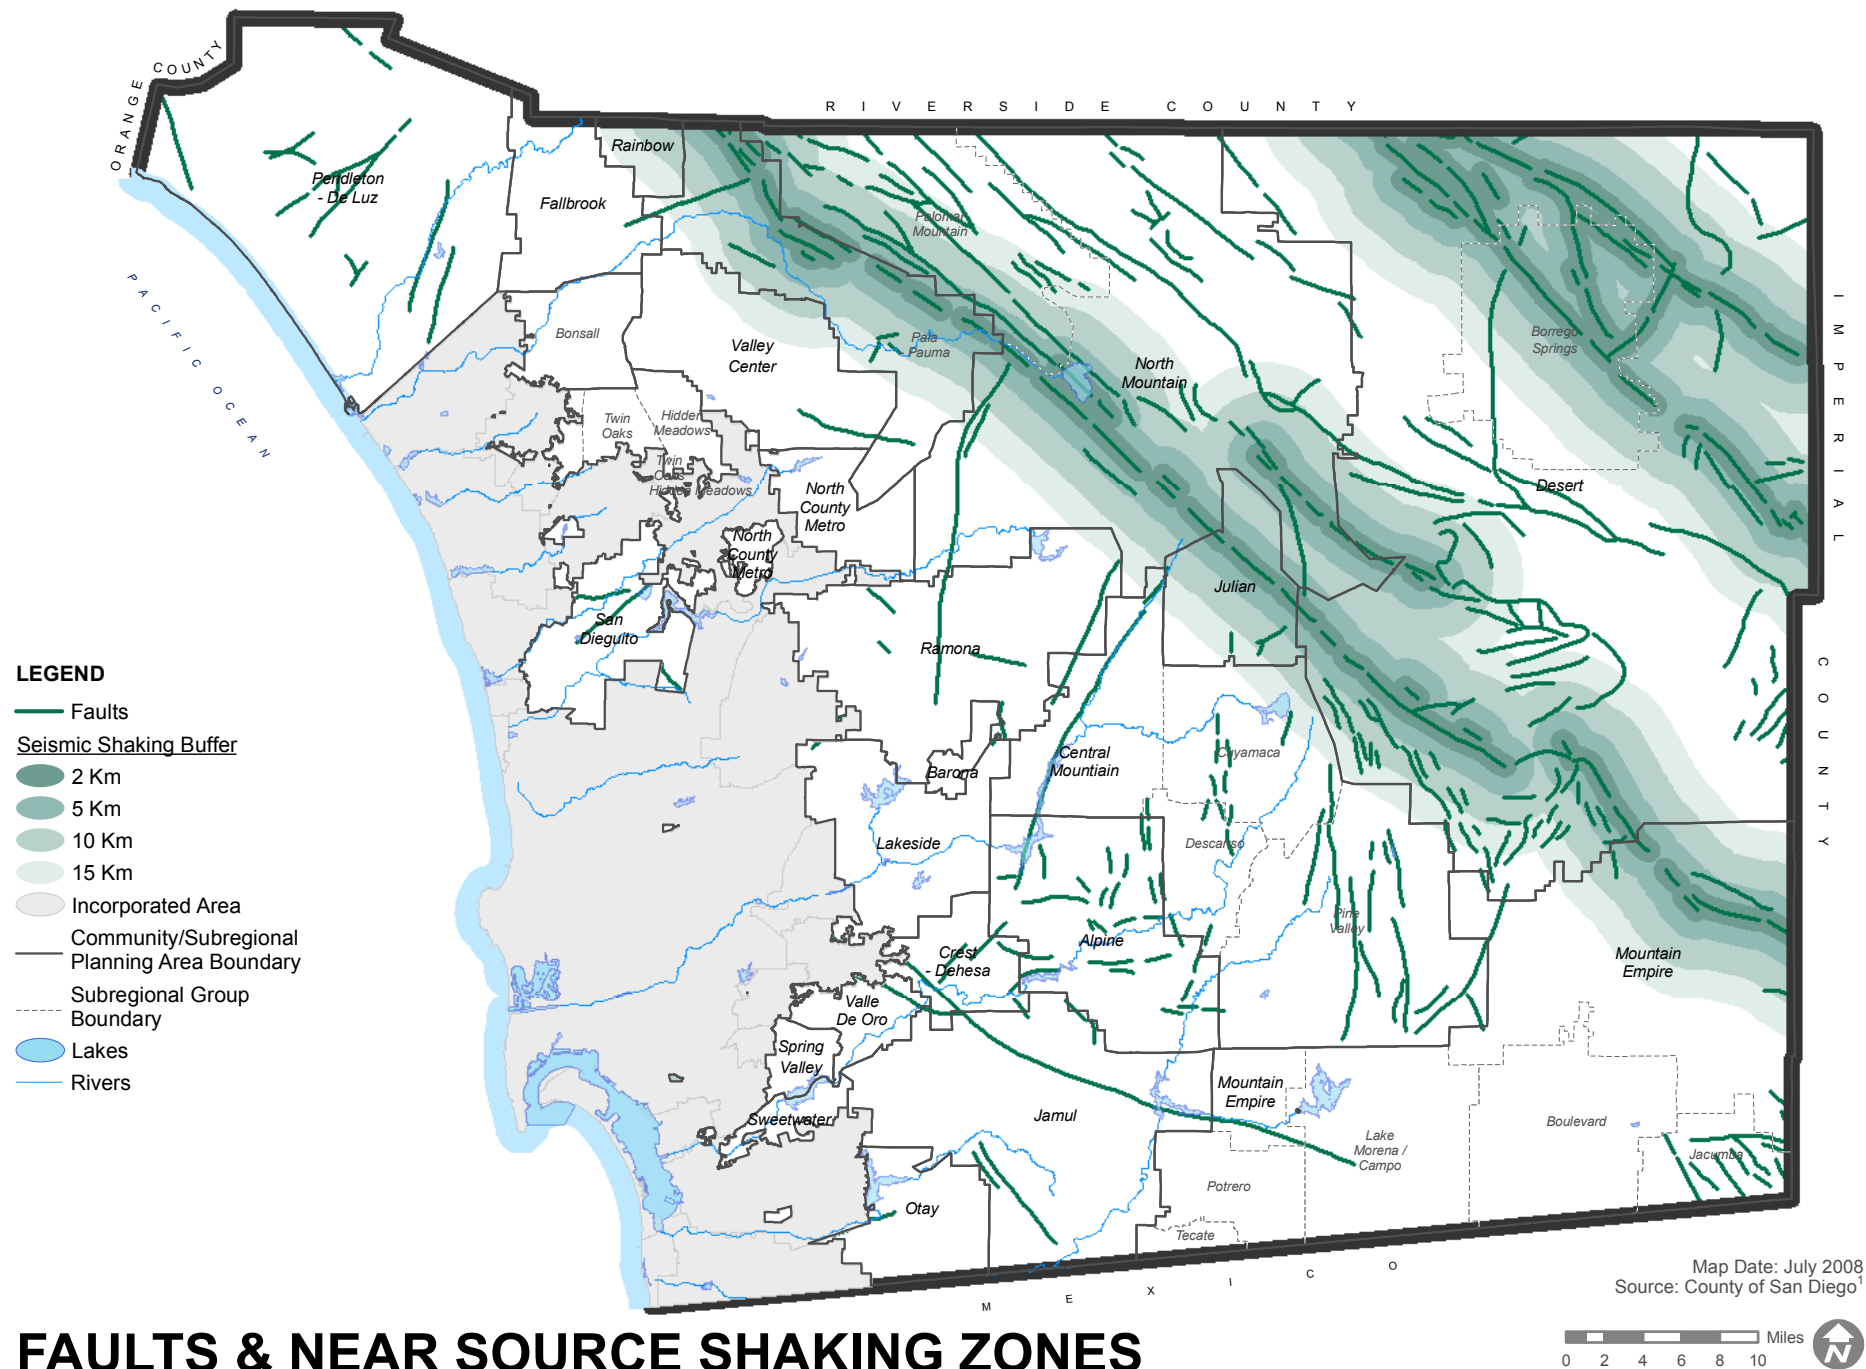 ORANGE COUNTY
RIVERSIDE COUNTY
Rainbow
Pendleton
- De Luz
Fallbrook
Palomar
Mountain
PACIFIC OCEAN
IMPERIAL
COUNTY
Bonsall
Valley
Center
Pala
Pauma
North
Mountain
Borrego
Springs
Twin
Oaks
Hidden
Meadows
Twin
Oaks
Hidden Meadows
North
County
Metro
Desert
North
County
Metro
Julian
San
Dieguito
Ramona
LEGEND
Faults
Seismic Shaking Buffer
2 Km
5 Km
10 Km
15 Km
Incorporated Area
Community/Subregional
Planning Area Boundary
Subregional Group
Boundary
Lakes
Rivers
Central
Mountiain
Cuyamaca
Barona
Lakeside
Descanso
Pine
Valley
Alpine
Crest
- Dehesa
Mountain
Empire
Valle
De Oro
Spring
Valley
Sweetwater
Jamul
Mountain
Empire
Lake
Morena /
Campo
Boulevard
Jacumba
Potrero
Otay
Tecate
MEXICO
Map Date: July 2008
Source: County of San Diego1
FAULTS & NEAR SOURCE SHAKING ZONES
Miles
0 2 4 6 8 10
N